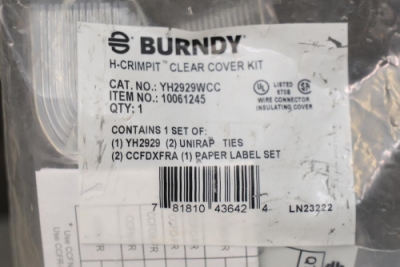 BURNDY
H-CRIMPIT™ CLEAR COVER KIT
CAT. NO.: YH2929WCC
ITEM NO.: 10061245
QTY: 1
UL LISTED
97SB
WIRE CONNECTOR
INSULATING COVER
CONTAINS 1 SET OF:
(1) YH2929 (2) UNIRAP TIES
(2) CCFDXFRA (1) PAPER LABEL SET
7 81810 43642 4
LN23222